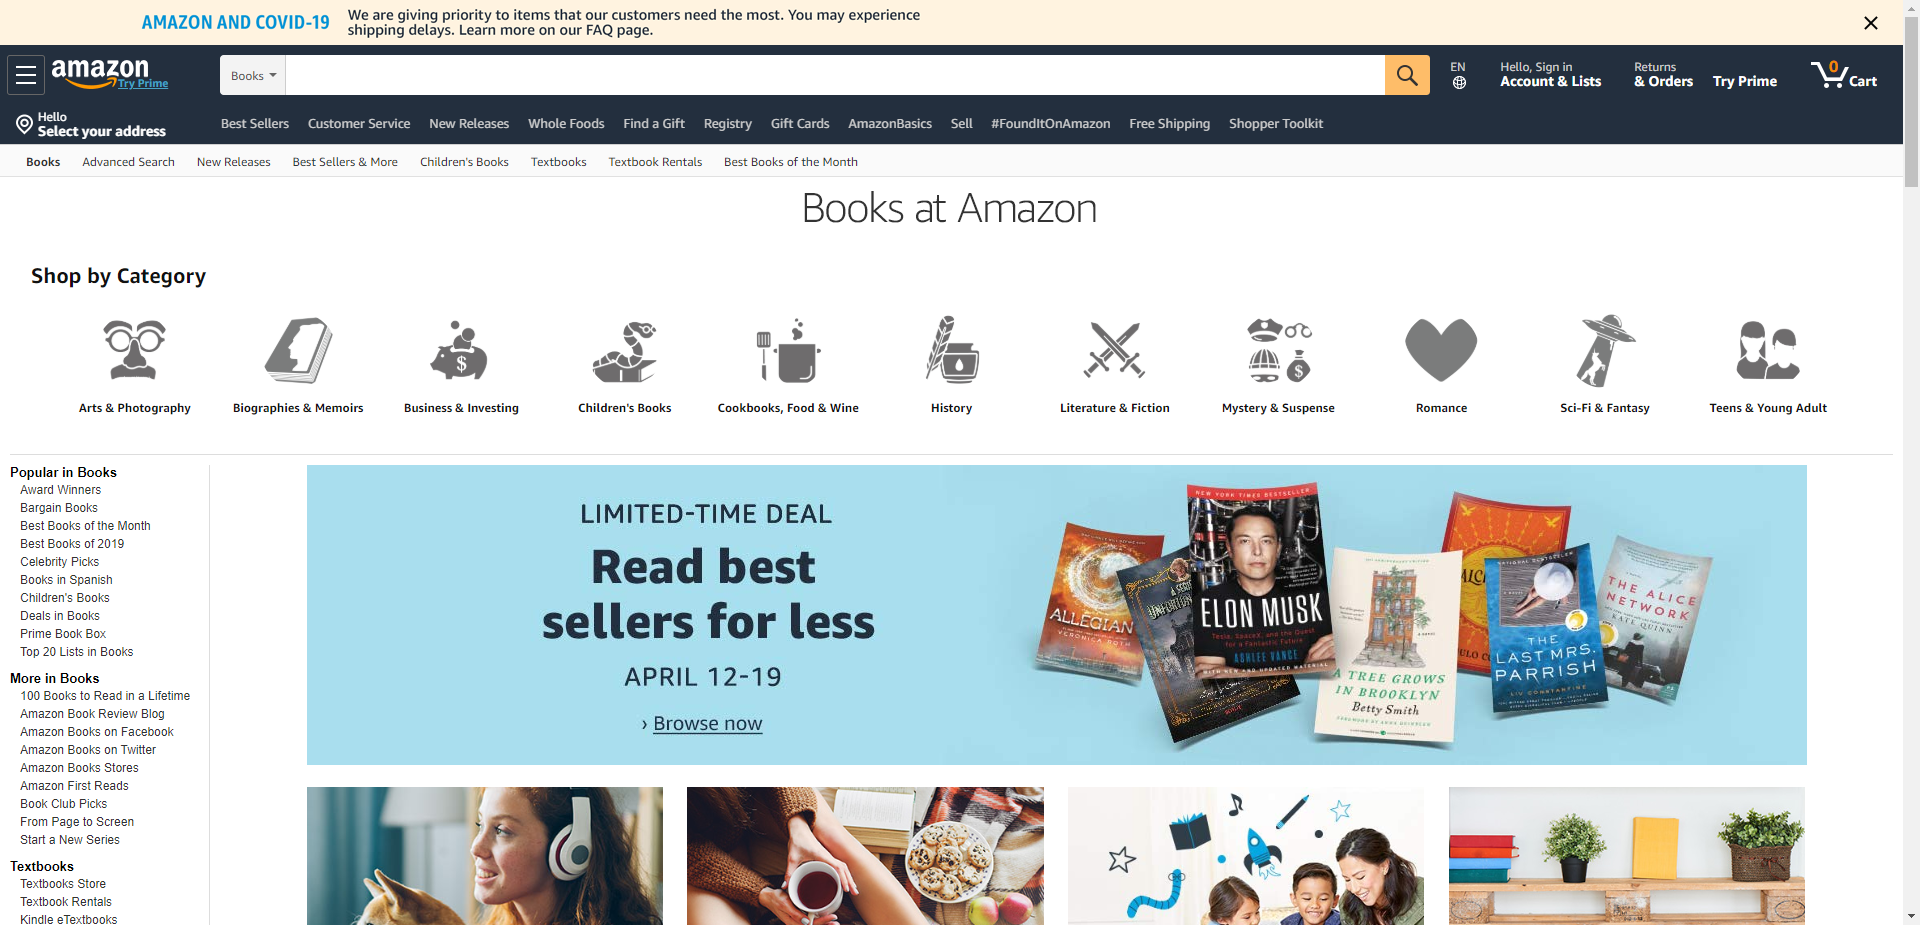 AMAZON AND COVID-19
We are giving priority to items that our customers need the most. You may experience
shipping delays. Learn more on our FAQ page.
amazon
Try Prime
Books
EN
Hello, Sign in
Account & Lists
Returns
& Orders
Try Prime
0
Cart
Hello
Select your address
Best Sellers Customer Service New Releases Whole Foods Find a Gift Registry Gift Cards AmazonBasics Sell #FoundItOnAmazon Free Shipping Shopper Toolkit
Books Advanced Search New Releases Best Sellers & More Children's Books Textbooks Textbook Rentals Best Books of the Month
Books at Amazon
Shop by Category
Arts & Photography Biographies & Memoirs Business & Investing Children's Books Cookbooks, Food & Wine History Literature & Fiction Mystery & Suspense Romance Sci-Fi & Fantasy Teens & Young Adult
Popular in Books
Award Winners
Bargain Books
Best Books of the Month
Best Books of 2019
Celebrity Picks
Books in Spanish
Children's Books
Deals in Books
Prime Book Box
Top 20 Lists in Books
More in Books
100 Books to Read in a Lifetime
Amazon Book Review Blog
Amazon Books on Facebook
Amazon Books on Twitter
Amazon Books Stores
Amazon First Reads
Book Club Picks
From Page to Screen
Start a New Series
Textbooks
Textbooks Store
Textbook Rentals
Kindle eTextbooks
LIMITED-TIME DEAL
Read best
sellers for less
APRIL 12-19
› Browse now
ALLEGIAN
VERONICA ROTH
NEW YORK TIMES BESTSELLER
ELON MUSK
Tesla, SpaceX, and the Quest
for a Fantastic Future
ASHLEE VANCE
WITH NEW AND UPDATED MATERIAL
A TREE GROWS
IN BROOKLYN
Betty Smith
NATIONAL BESTSELLER
THE
LAST MRS.
PARRISH
LIV CONSTANTINE
THE ALICE
NETWORK
KATE QUINN